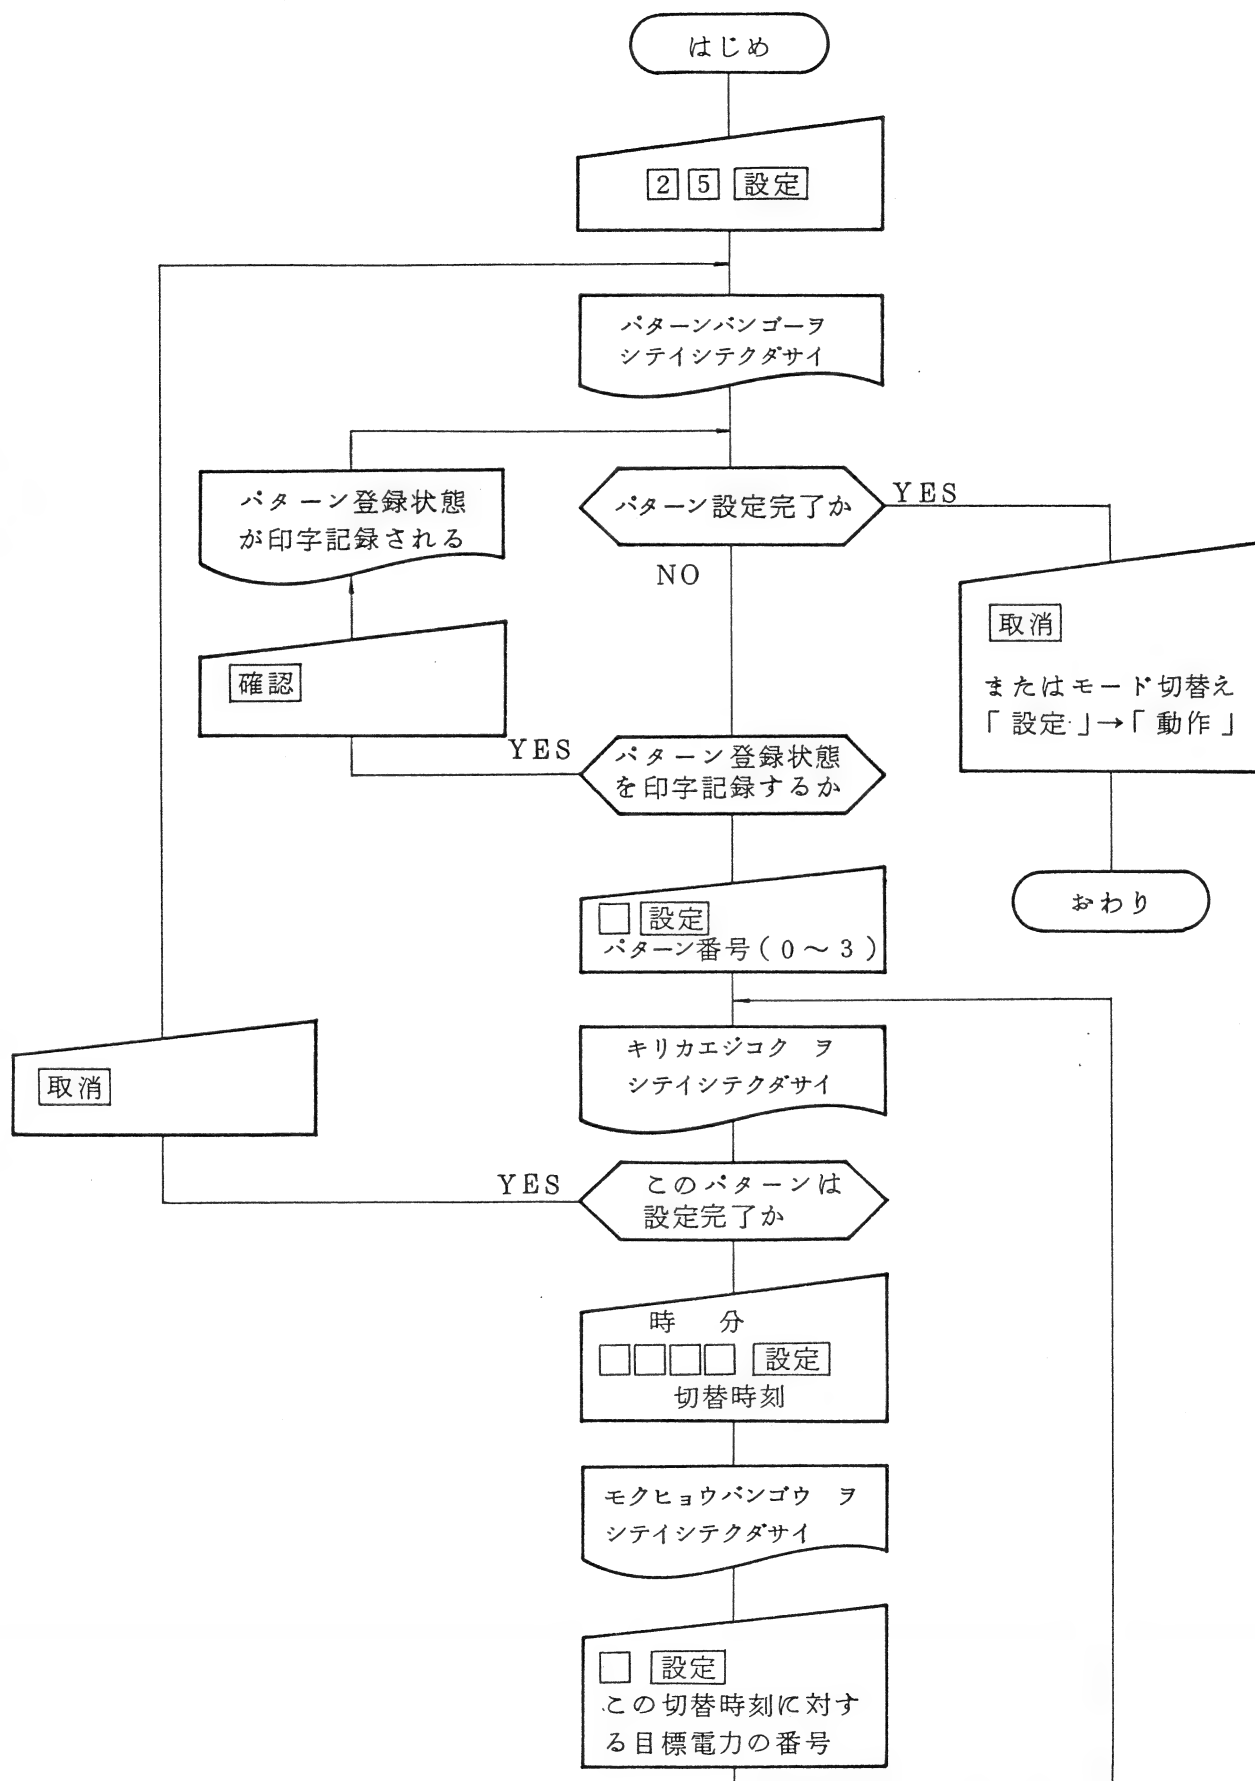 はじめ
2 5 設定
パターンバンゴーヲ
シテイシテクダサイ
パターン設定完了か
YES
NO
パターン登録状態
が印字記録される
確認
取消
またはモード切替え
「設定」→「動作」
YES
パターン登録状態
を印字記録するか
おわり
設定
パターン番号(0～3)
キリカエジコク ヲ
シテイシテクダサイ
取消
YES
このパターンは
設定完了か
時 分
設定
切替時刻
モクヒョウバンゴウ ヲ
シテイシテクダサイ
設定
この切替時刻に対す
る目標電力の番号